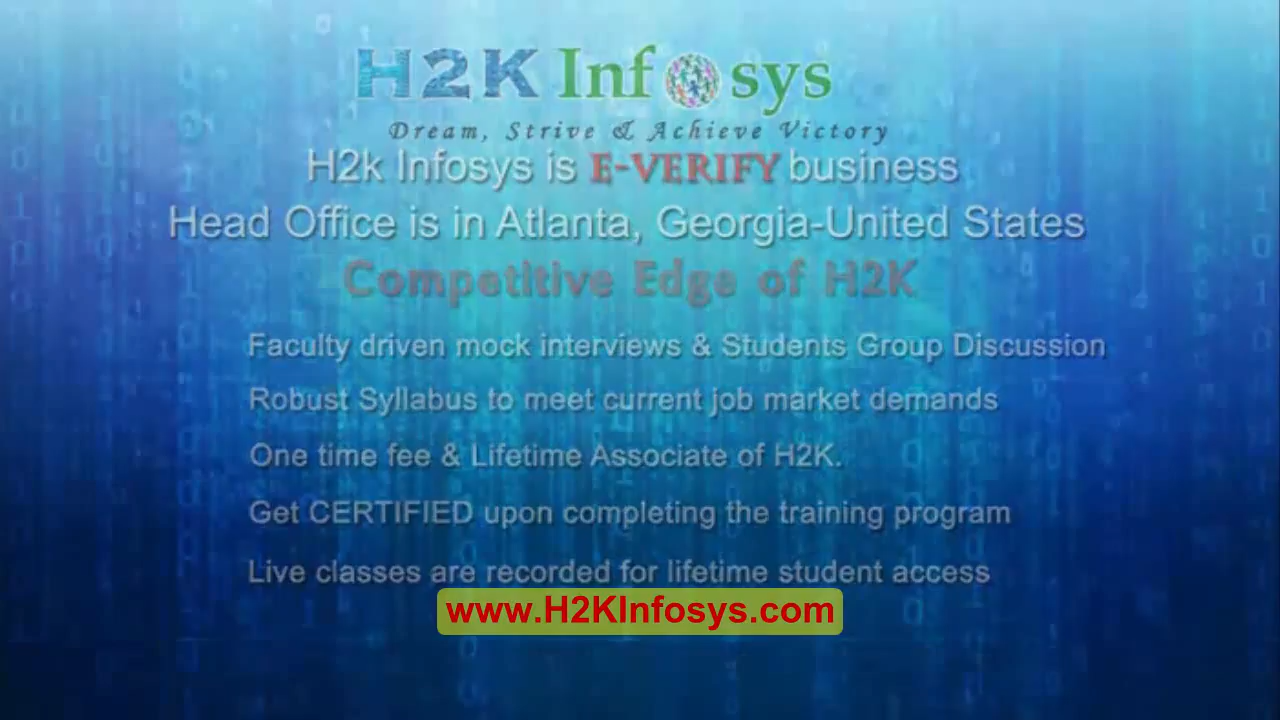 H2K Infosys
Dream, Strive & Achieve Victory
H2k Infosys is E-VERIFY business
Head Office is in Atlanta, Georgia-United States
Competitive Edge of H2K
Faculty driven mock interviews & Students Group Discussion
Robust Syllabus to meet current job market demands
One time fee & Lifetime Associate of H2K.
Get CERTIFIED upon completing the training program
Live classes are recorded for lifetime student access
www.H2KInfosys.com